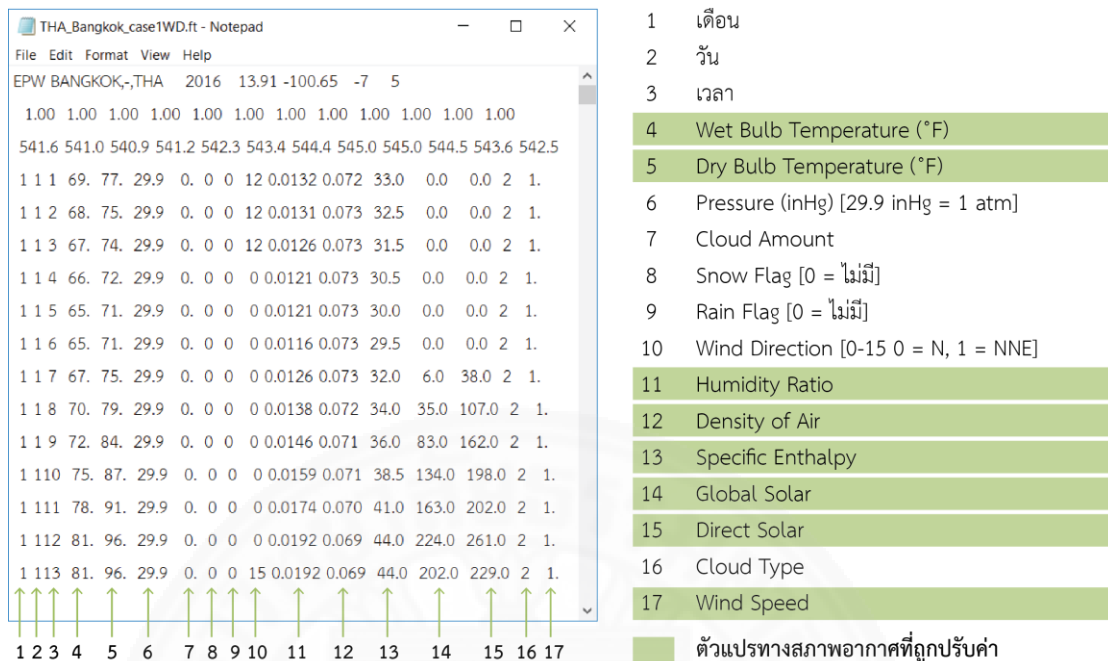 THA_Bangkok_case1WD.ft - Notepad
File Edit Format View Help
EPW BANGKOK,-,THA 2016 13.91 -100.65 -7 5
1.00 1.00 1.00 1.00 1.00 1.00 1.00 1.00 1.00 1.00 1.00 1.00
541.6 541.0 540.9 541.2 542.3 543.4 544.4 545.0 545.0 544.5 543.6 542.5
1 1 1 69. 77. 29.9 0. 0 0 12 0.0132 0.072 33.0 0.0 0.0 2 1.
1 1 2 68. 75. 29.9 0. 0 0 12 0.0131 0.073 32.5 0.0 0.0 2 1.
1 1 3 67. 74. 29.9 0. 0 0 12 0.0126 0.073 31.5 0.0 0.0 2 1.
1 1 4 66. 72. 29.9 0. 0 0 0 0.0121 0.073 30.5 0.0 0.0 2 1.
1 1 5 65. 71. 29.9 0. 0 0 0 0.0121 0.073 30.0 0.0 0.0 2 1.
1 1 6 65. 71. 29.9 0. 0 0 0 0.0116 0.073 29.5 0.0 0.0 2 1.
1 1 7 67. 75. 29.9 0. 0 0 0 0.0126 0.073 32.0 6.0 38.0 2 1.
1 1 8 70. 79. 29.9 0. 0 0 0 0.0138 0.072 34.0 35.0 107.0 2 1.
1 1 9 72. 84. 29.9 0. 0 0 0 0.0146 0.071 36.0 83.0 162.0 2 1.
1 110 75. 87. 29.9 0. 0 0 0 0.0159 0.071 38.5 134.0 198.0 2 1.
1 111 78. 91. 29.9 0. 0 0 0 0.0174 0.070 41.0 163.0 202.0 2 1.
1 112 81. 96. 29.9 0. 0 0 0 0.0192 0.069 44.0 224.0 261.0 2 1.
1 113 81. 96. 29.9 0. 0 0 15 0.0192 0.069 44.0 202.0 229.0 2 1.
1 2 3 4 5 6 7 8 9 10 11 12 13 14 15 16 17
1 เดือน
2 วัน
3 เวลา
4 Wet Bulb Temperature (˚F)
5 Dry Bulb Temperature (˚F)
6 Pressure (inHg) [29.9 inHg = 1 atm]
7 Cloud Amount
8 Snow Flag [0 = ไม่มี]
9 Rain Flag [0 = ไม่มี]
10 Wind Direction [0-15 0 = N, 1 = NNE]
11 Humidity Ratio
12 Density of Air
13 Specific Enthalpy
14 Global Solar
15 Direct Solar
16 Cloud Type
17 Wind Speed
ตัวแปรทางสภาพอากาศที่ถูกปรับค่า